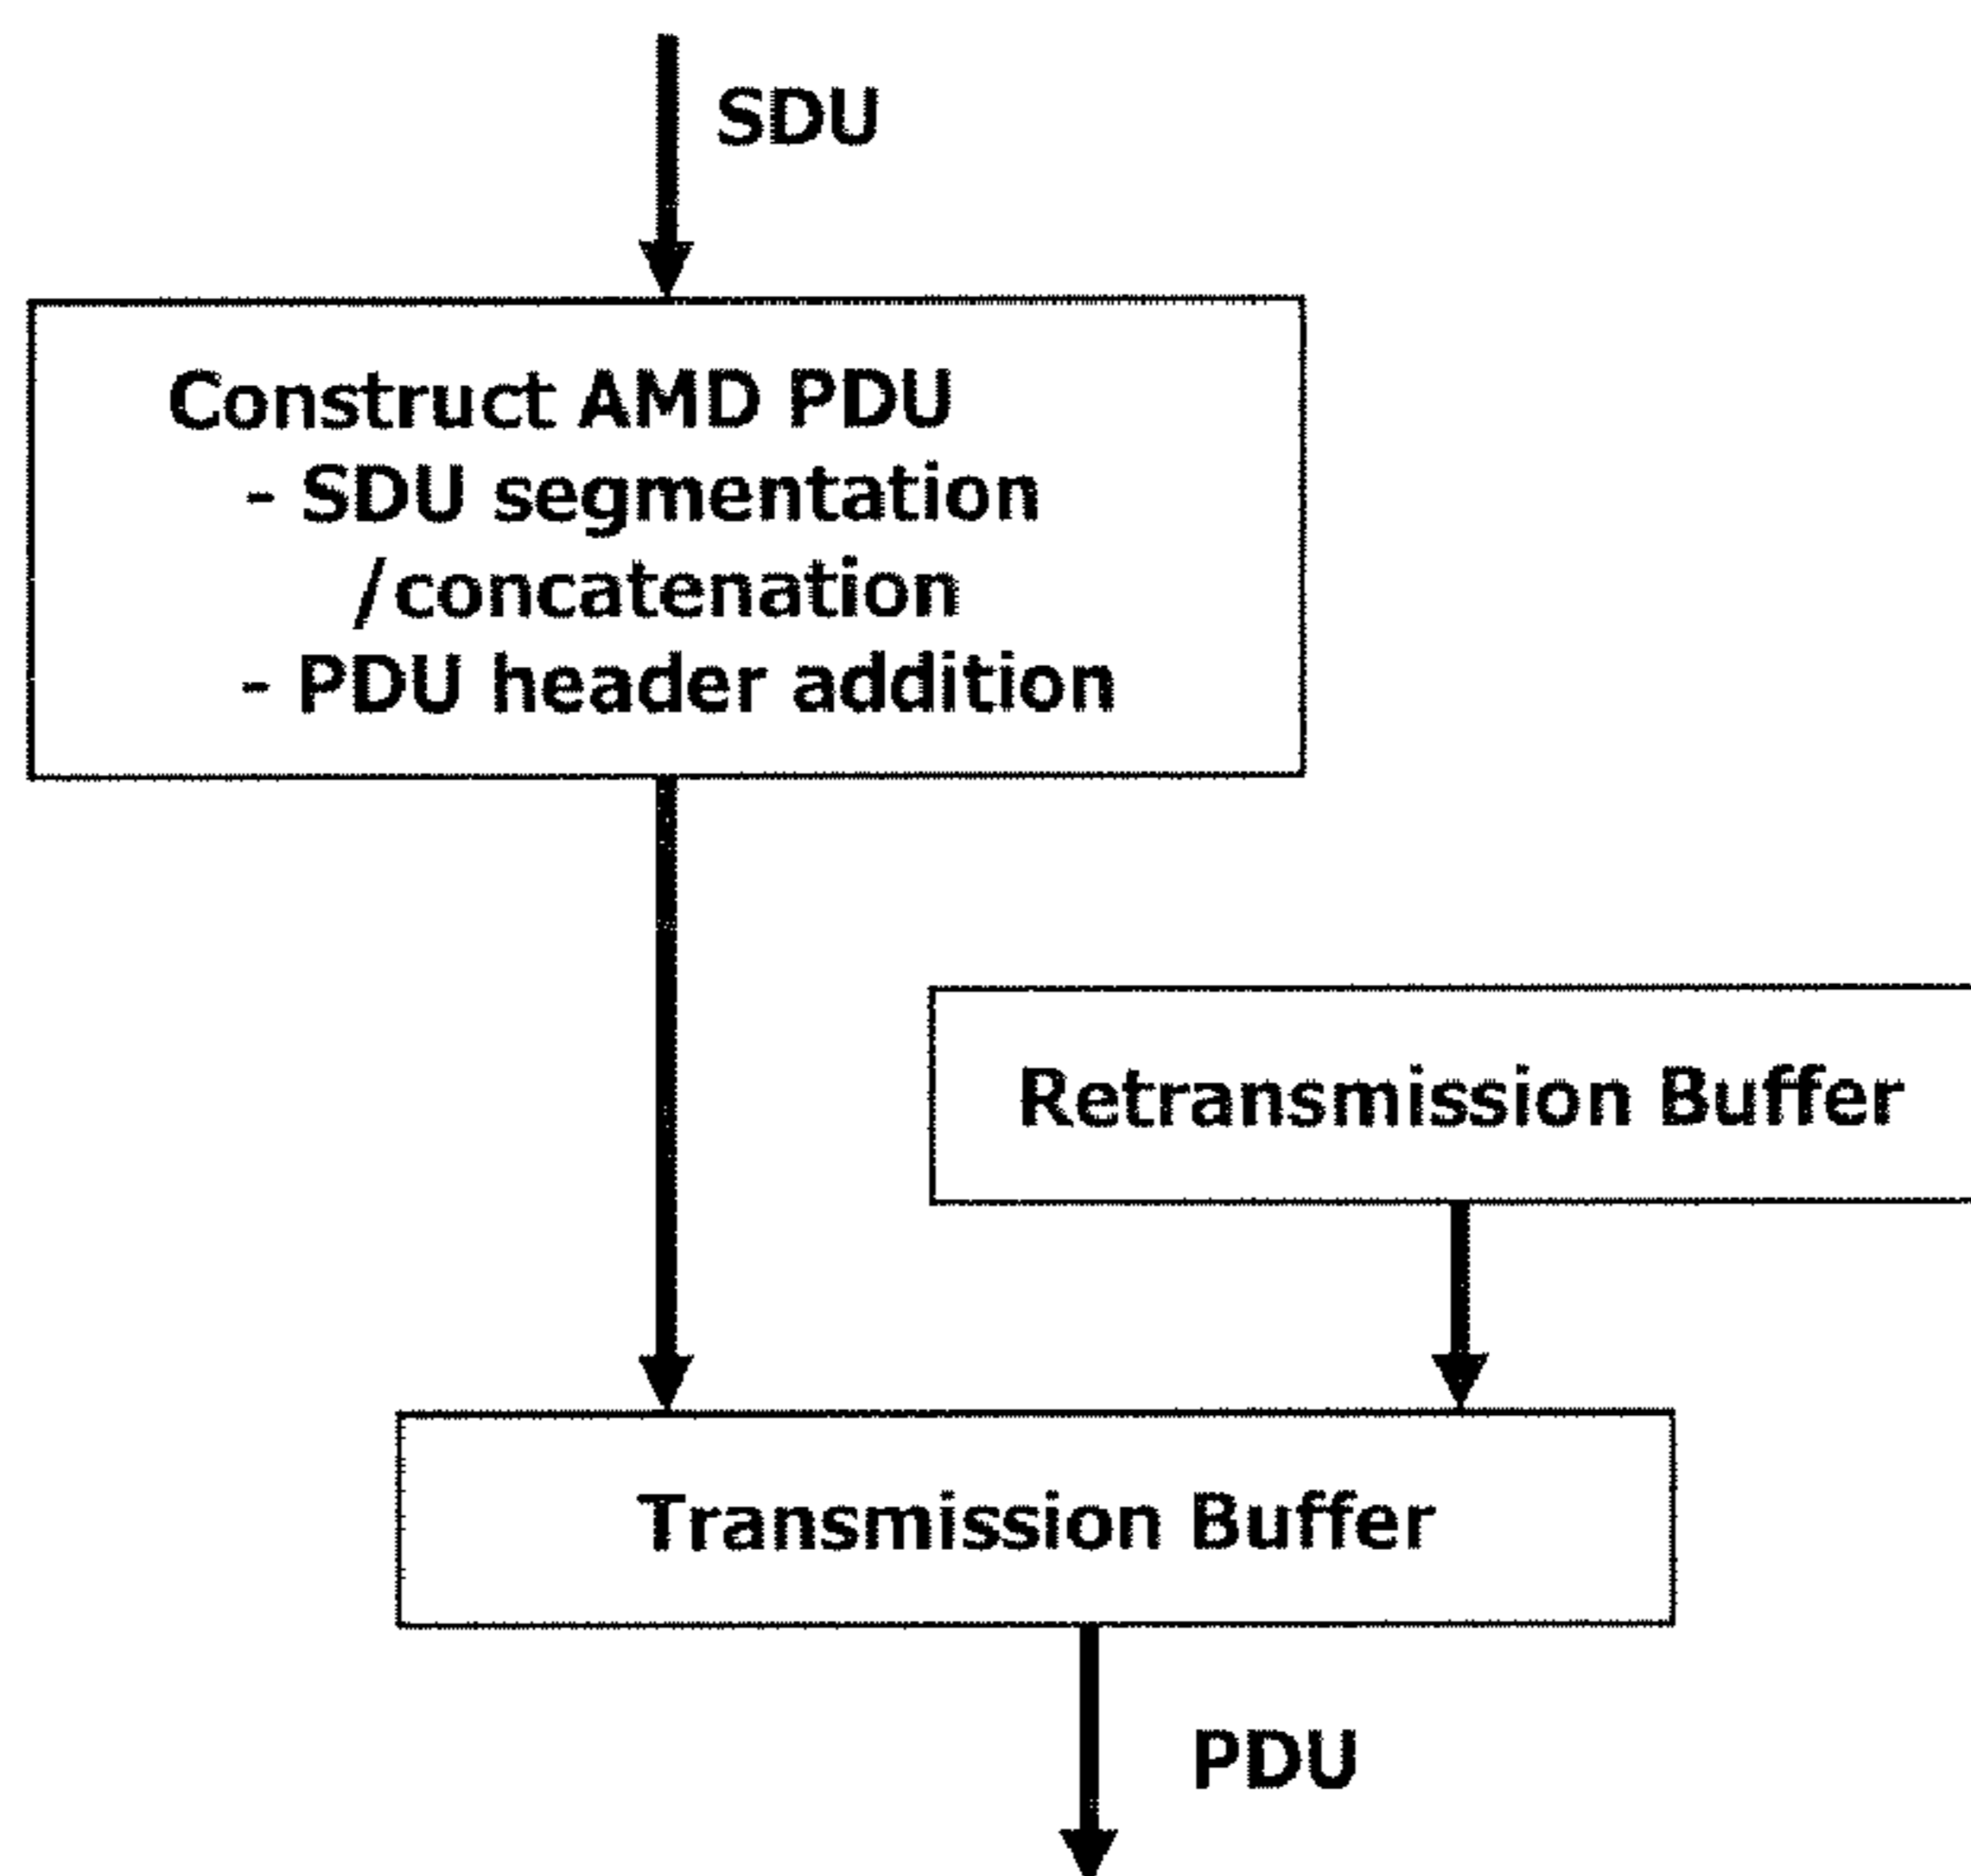 SDU
Construct AMD PDU
- SDU segmentation
/concatenation
- PDU header addition
Retransmission Buffer
Transmission Buffer
PDU